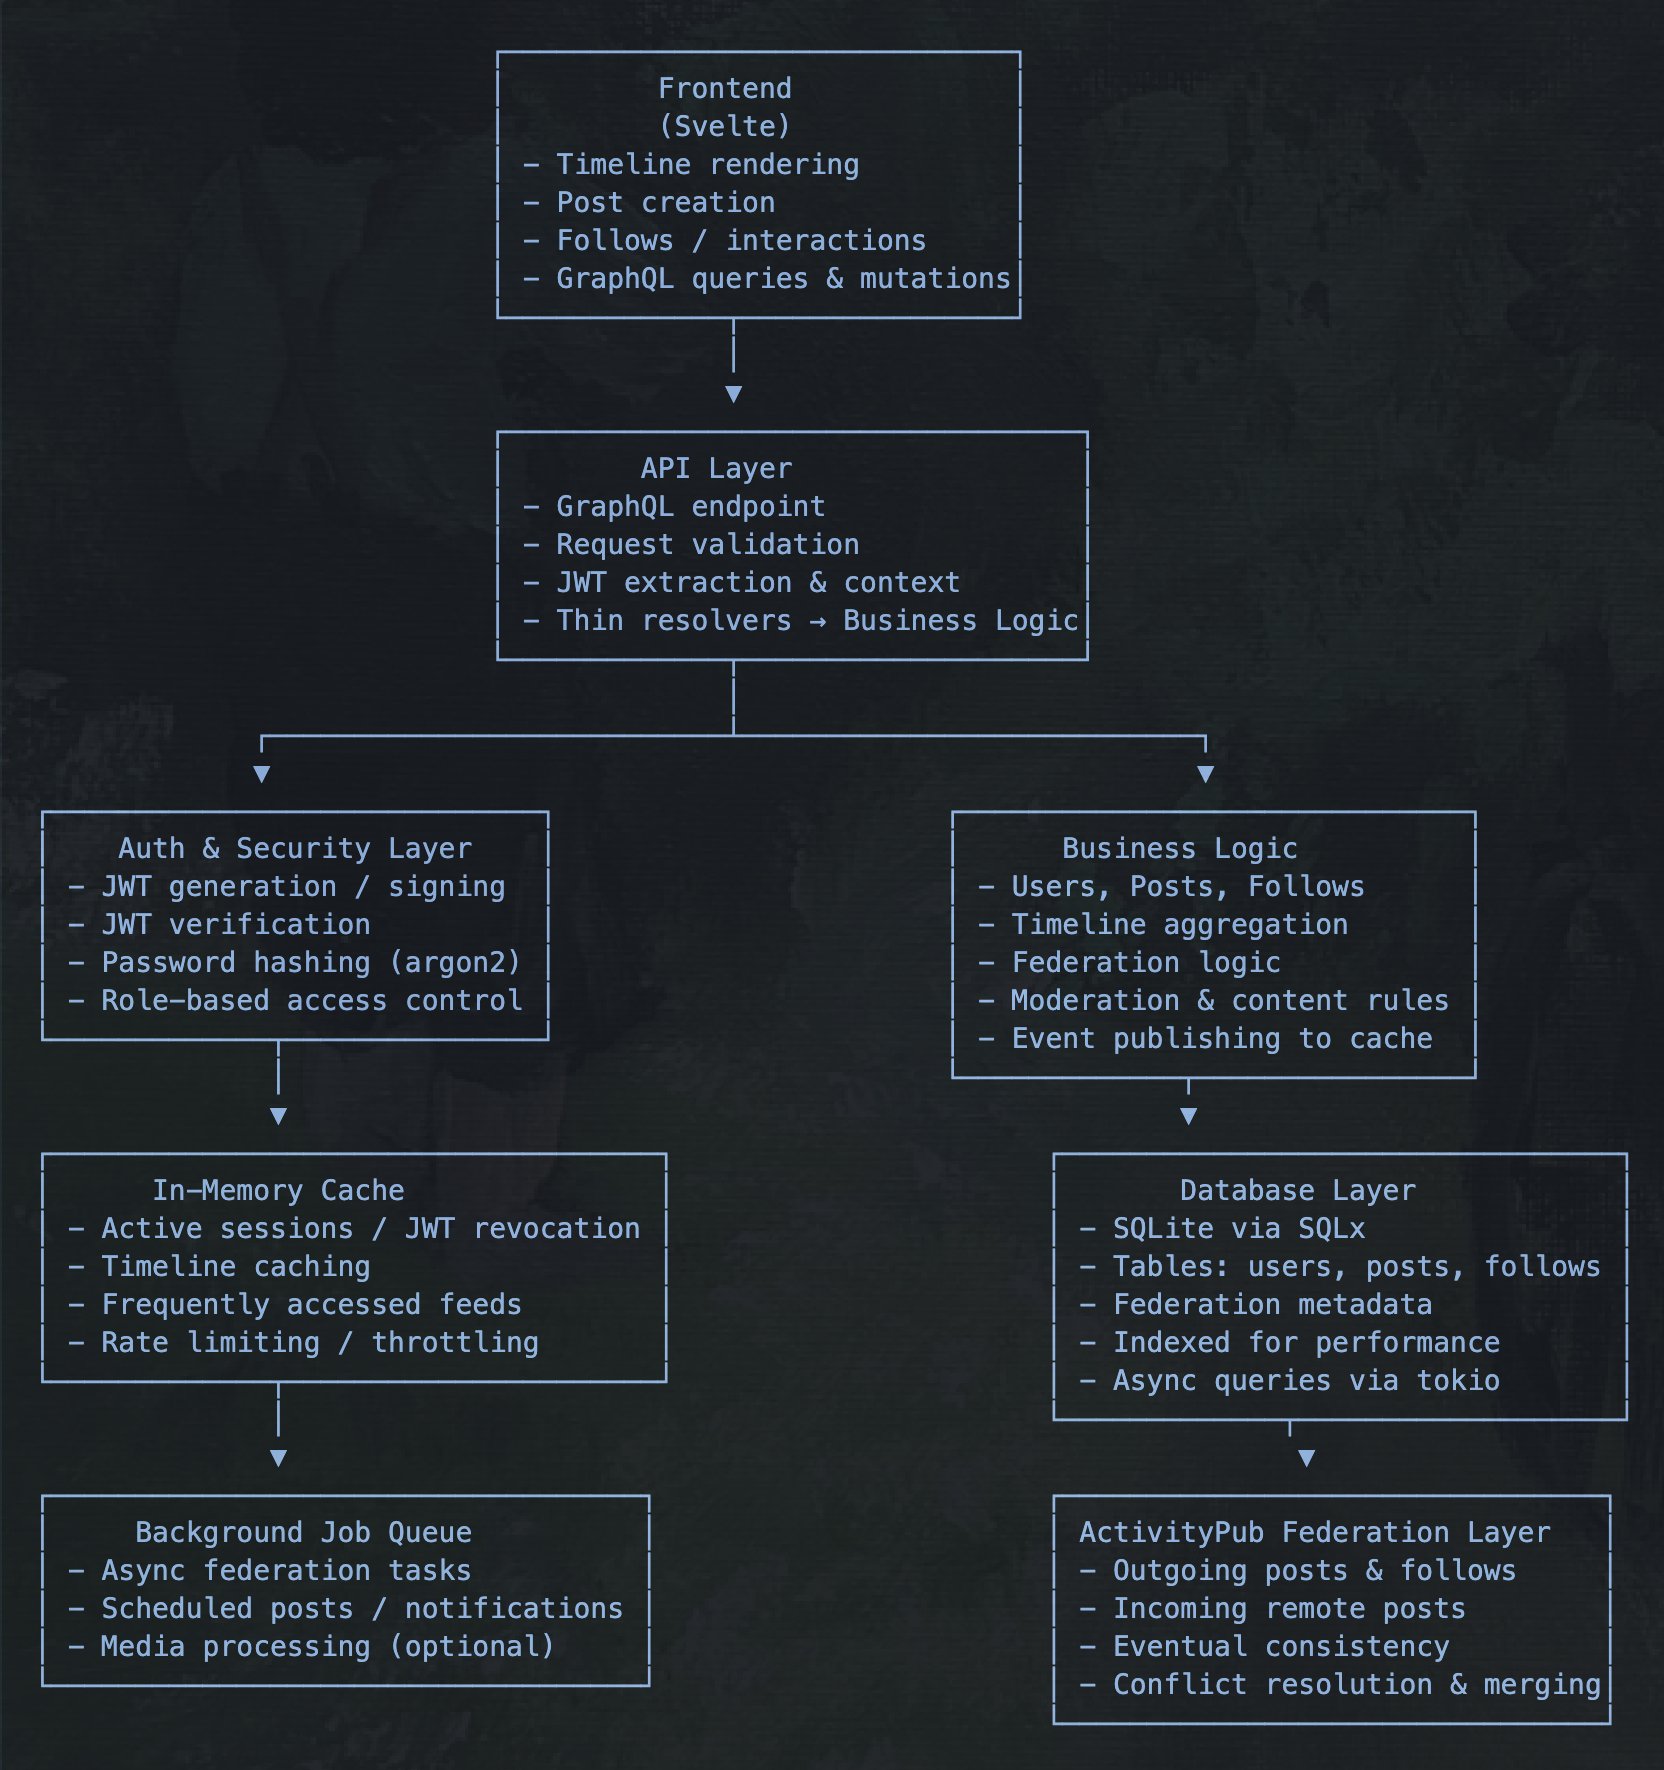 Frontend
(Svelte)
- Timeline rendering
- Post creation
- Follows / interactions
- GraphQL queries & mutations
API Layer
- GraphQL endpoint
- Request validation
- JWT extraction & context
- Thin resolvers → Business Logic
Auth & Security Layer
- JWT generation / signing
- JWT verification
- Password hashing (argon2)
- Role-based access control
Business Logic
- Users, Posts, Follows
- Timeline aggregation
- Federation logic
- Moderation & content rules
- Event publishing to cache
In-Memory Cache
- Active sessions / JWT revocation
- Timeline caching
- Frequently accessed feeds
- Rate limiting / throttling
Database Layer
- SQLite via SQLx
- Tables: users, posts, follows
- Federation metadata
- Indexed for performance
- Async queries via tokio
Background Job Queue
- Async federation tasks
- Scheduled posts / notifications
- Media processing (optional)
ActivityPub Federation Layer
- Outgoing posts & follows
- Incoming remote posts
- Eventual consistency
- Conflict resolution & merging